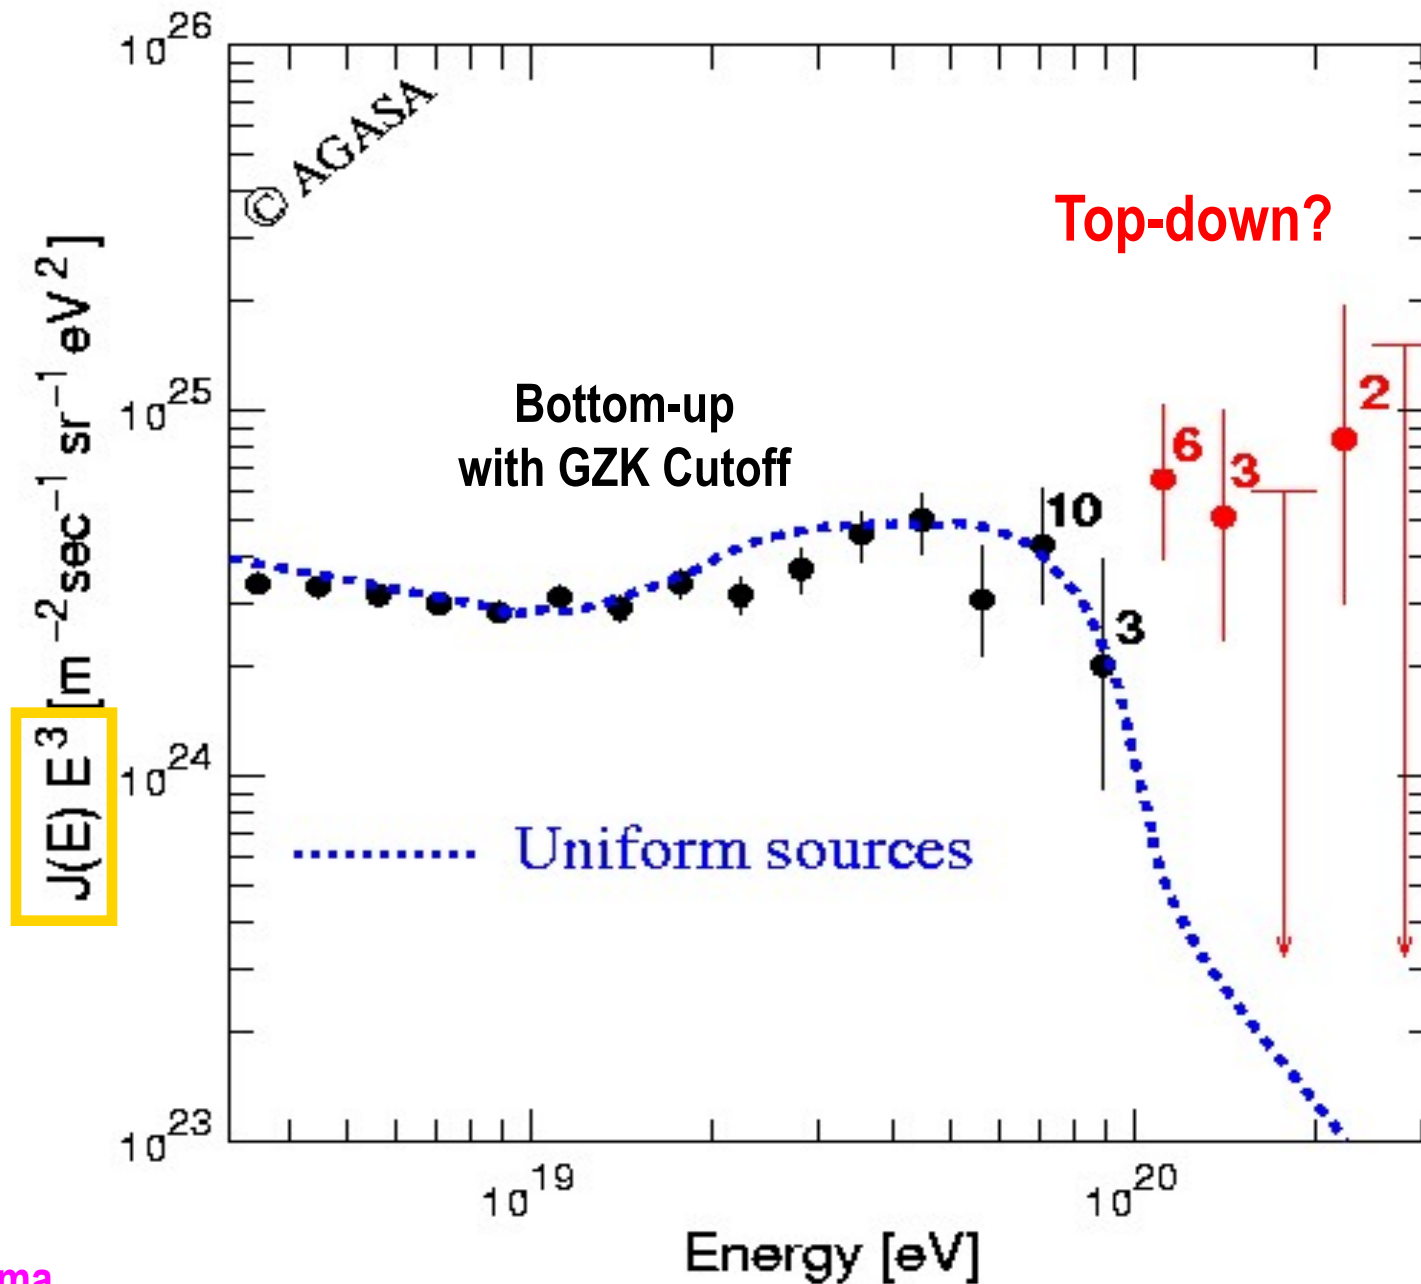 10^26
© AGASA
Top-down?
J(E) E^3 [m^−2 sec^−1 sr^−1 eV^2]
10^25
Bottom-up
with GZK Cutoff
6
3
2
10
3
10^24
Uniform sources
10^23
10^19
10^20
Energy [eV]